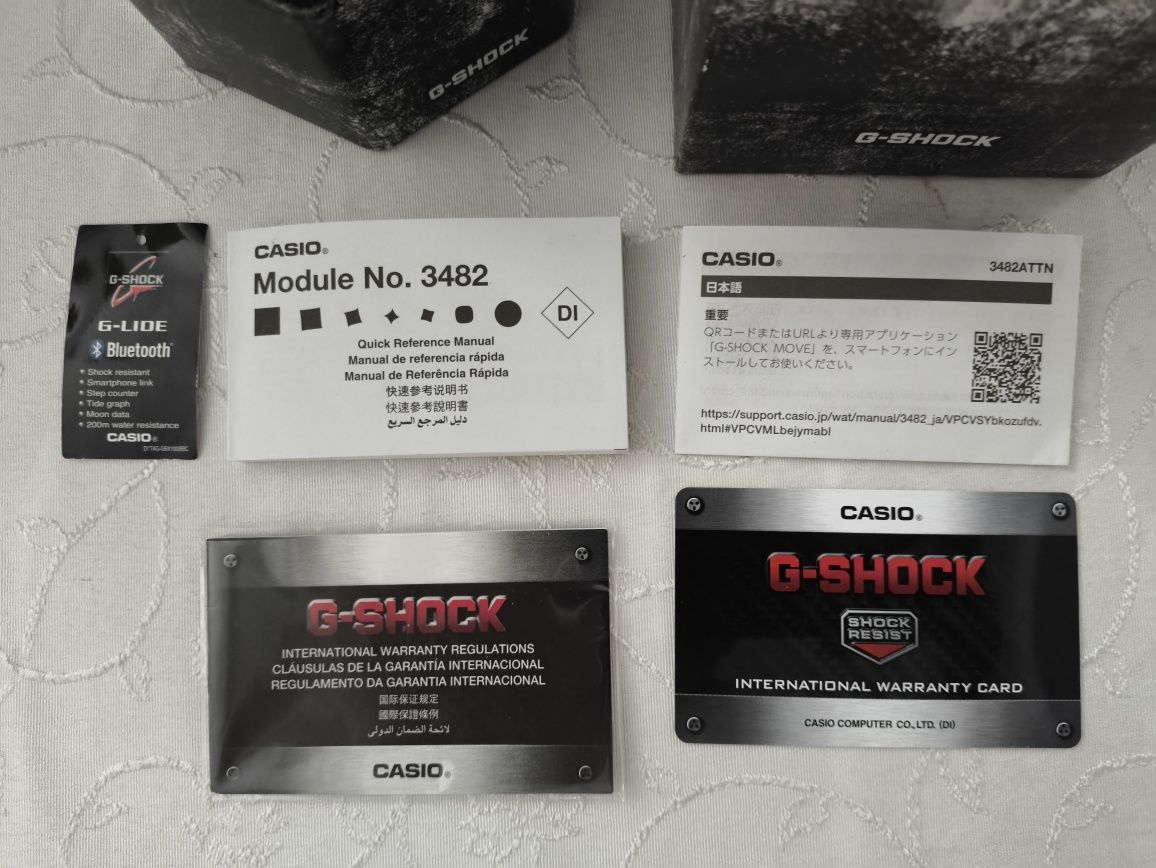 G-SHOCK
G-SHOCK
G-SHOCK
G-LIDE
Bluetooth®
• Shock resistant
• Smartphone link
• Step counter
• Tide graph
• Moon data
• 200m water resistance
CASIO®
CASIO®
Module No. 3482
DI
Quick Reference Manual
Manual de referencia rápida
Manual de Referência Rápida
快速参考说明书
快速參考說明書
دليل المرجع السريع
CASIO®
3482ATTN
日本語
重要
QRコードまたはURLより専用アプリケーション
「G-SHOCK MOVE」を、スマートフォンにイン
ストールしてお使いください。
https://support.casio.jp/wat/manual/3482_ja/VPCVSYbkozufdv.
html#VPCVMLbejymabl
G-SHOCK
INTERNATIONAL WARRANTY REGULATIONS
CLÁUSULAS DE LA GARANTÍA INTERNACIONAL
REGULAMENTO DA GARANTIA INTERNACIONAL
国际保证规定
國際保證條例
لائحة الضمان الدولى
CASIO®
CASIO®
G-SHOCK
SHOCK
RESIST
INTERNATIONAL WARRANTY CARD
CASIO COMPUTER CO., LTD. (DI)